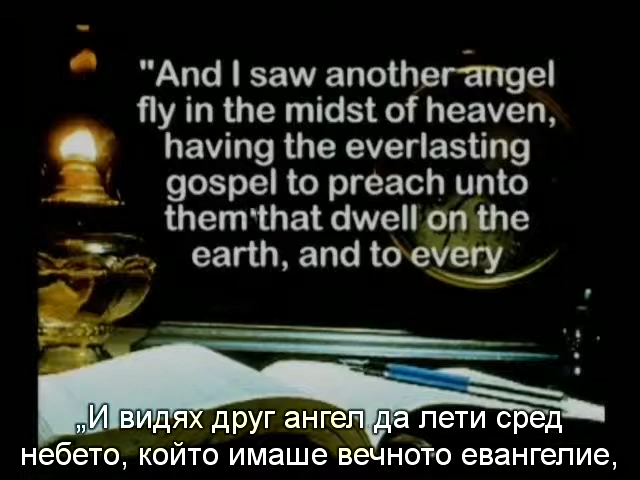 "And I saw another angel
fly in the midst of heaven,
having the everlasting
gospel to preach unto
them that dwell on the
earth, and to every
„И видях друг ангел да лети сред
небето, който имаше вечното евангелие,